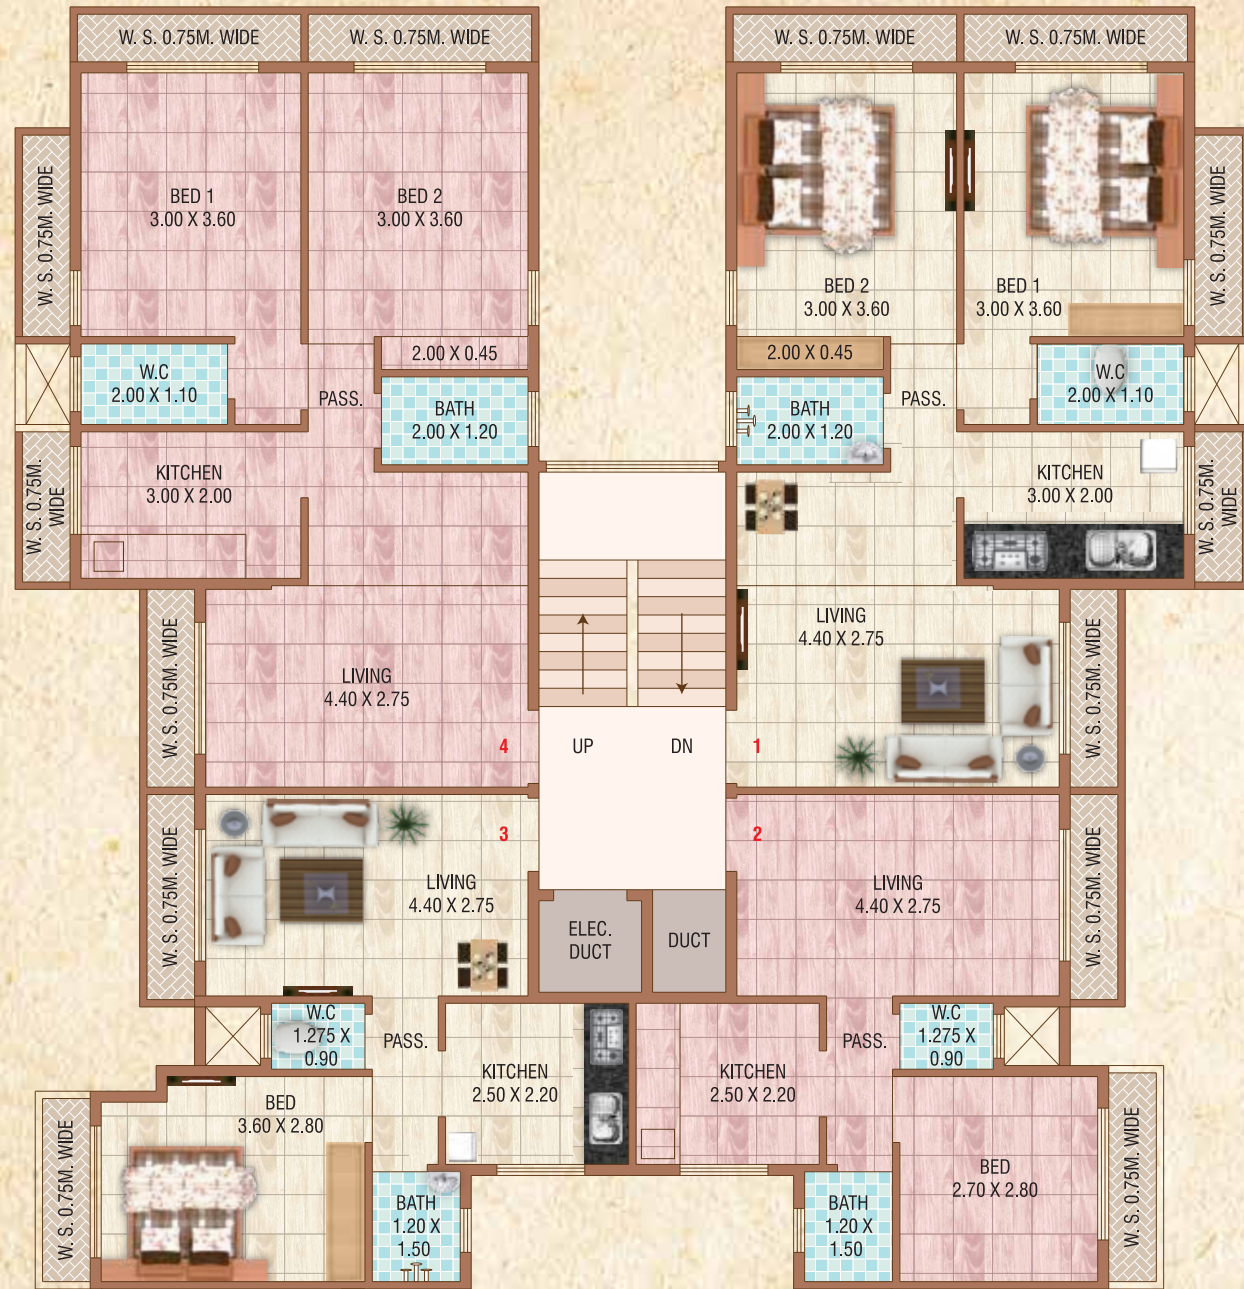 W. S. 0.75M. WIDE
W. S. 0.75M. WIDE
W. S. 0.75M. WIDE
W. S. 0.75M. WIDE
W. S. 0.75M. WIDE
BED 1
3.00 X 3.60
BED 2
3.00 X 3.60
BED 2
3.00 X 3.60
BED 1
3.00 X 3.60
W. S. 0.75M. WIDE
2.00 X 0.45
2.00 X 0.45
W.C
2.00 X 1.10
PASS.
BATH
2.00 X 1.20
BATH
2.00 X 1.20
PASS.
W.C
2.00 X 1.10
W. S. 0.75M.
WIDE
KITCHEN
3.00 X 2.00
KITCHEN
3.00 X 2.00
W. S. 0.75M.
WIDE
W. S. 0.75M. WIDE
LIVING
4.40 X 2.75
LIVING
4.40 X 2.75
W. S. 0.75M. WIDE
4
UP
DN
1
3
2
W. S. 0.75M. WIDE
LIVING
4.40 X 2.75
LIVING
4.40 X 2.75
W. S. 0.75M. WIDE
ELEC.
DUCT
DUCT
W.C
1.275 X
0.90
PASS.
KITCHEN
2.50 X 2.20
KITCHEN
2.50 X 2.20
PASS.
W.C
1.275 X
0.90
W. S. 0.75M. WIDE
BED
3.60 X 2.80
BED
2.70 X 2.80
W. S. 0.75M. WIDE
BATH
1.20 X
1.50
BATH
1.20 X
1.50